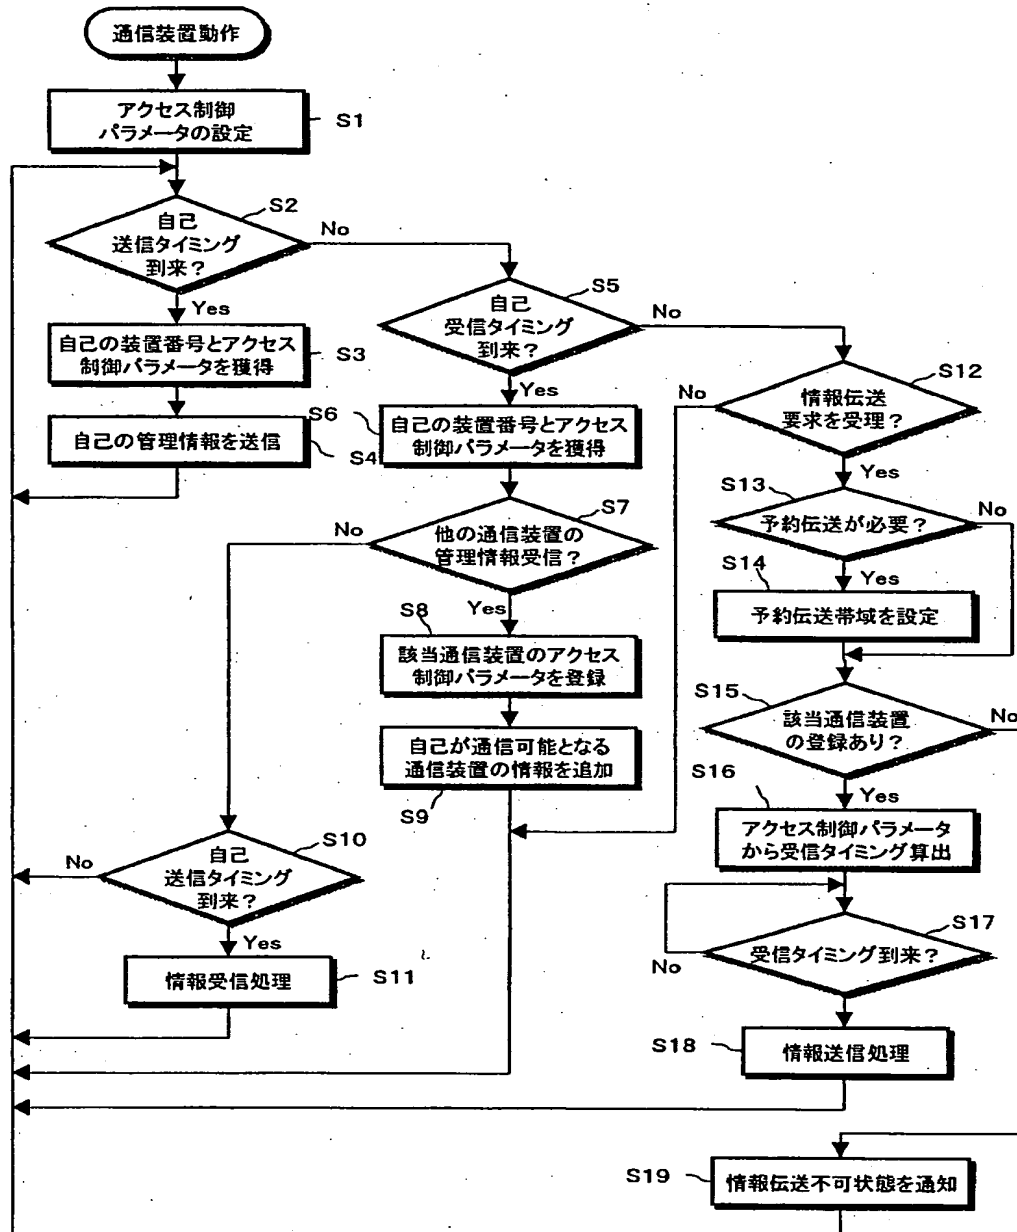 通信装置動作
アクセス制御
パラメータの設定
S1
S2
自己
送信タイミング
到来？
No
Yes
自己の装置番号とアクセス
制御パラメータを獲得
S3
自己の管理情報を送信
S4
S5
自己
受信タイミング
到来？
No
Yes
S6
自己の装置番号とアクセス
制御パラメータを獲得
S7
他の通信装置の
管理情報受信？
No
Yes
S8
該当通信装置のアクセス
制御パラメータを登録
自己が通信可能となる
通信装置の情報を追加
S9
S10
自己
送信タイミング
到来？
No
Yes
情報受信処理
S11
S12
情報伝送
要求を受理？
No
Yes
S13
予約伝送が必要？
No
Yes
S14
予約伝送帯域を設定
S15
該当通信装置
の登録あり？
No
Yes
S16
アクセス制御パラメータ
から受信タイミング算出
S17
受信タイミング到来？
No
S18
情報送信処理
S19
情報伝送不可状態を通知